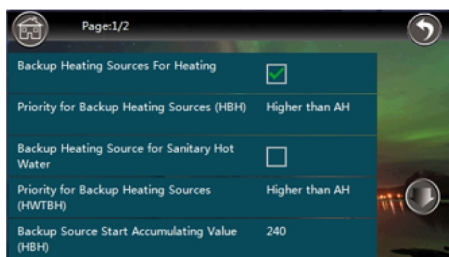 Page:1/2
Backup Heating Sources For Heating
Priority for Backup Heating Sources (HBH) Higher than AH
Backup Heating Source for Sanitary Hot
Water
Priority for Backup Heating Sources Higher than AH
(HWTBH)
Backup Source Start Accumulating Value 240
(HBH)